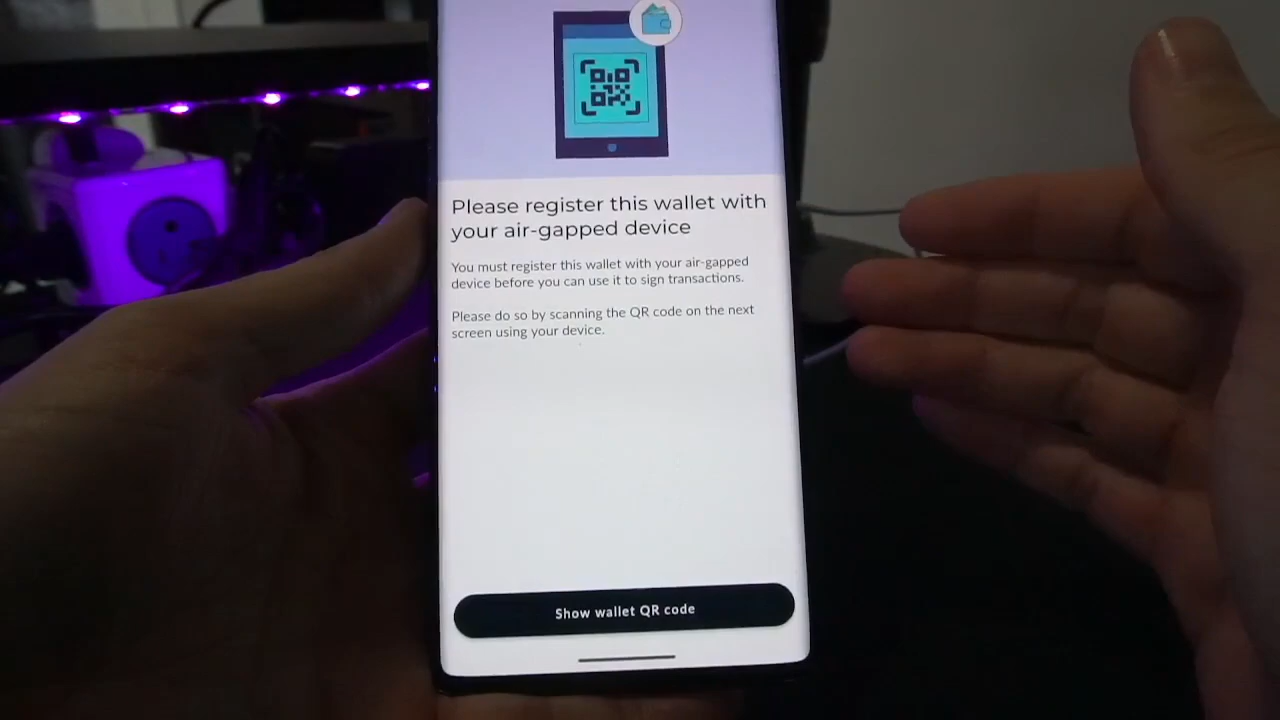 Please register this wallet with
your air-gapped device
You must register this wallet with your air-gapped
device before you can use it to sign transactions.
Please do so by scanning the QR code on the next
screen using your device.
Show wallet QR code